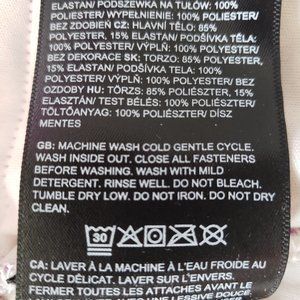 ELASTAN/ PODSZEWKA NA TUŁÓW: 100%
POLIESTER/ WYPEŁNIENIE: 100% POLIESTER/
BEZ ZDOBIEŃ CZ: HLAVNÍ TĚLO: 85%
POLYESTER, 15% ELASTAN/ PODŠÍVKA TĚLA:
100% POLYESTER/ VÝPLŇ: 100% POLYESTER/
BEZ DEKORACE SK: TORZO: 85% POLYESTER,
15% ELASTAN/ PODŠÍVKA TELA: 100%
POLYESTER/ VÝPLŇ: 100% POLYESTER/ BEZ
OZDOBY HU: TÖRZS: 85% POLIÉSZTER, 15%
ELASZTÁN/ TEST BÉLÉS: 100% POLIÉSZTER/
TÖLTŐANYAG: 100% POLIÉSZTER/ DÍSZ
MENTES
GB: MACHINE WASH COLD GENTLE CYCLE.
WASH INSIDE OUT. CLOSE ALL FASTENERS
BEFORE WASHING. WASH WITH MILD
DETERGENT. RINSE WELL. DO NOT BLEACH.
TUMBLE DRY LOW. DO NOT IRON. DO NOT DRY
CLEAN.
30
CA: LAVER À LA MACHINE À L'EAU FROIDE AU
CYCLE DÉLICAT. LAVER SUR L'ENVERS.
FERMER TOUTES LES ATTACHES AVANT LE
UNE LESSIVE DOUCE.